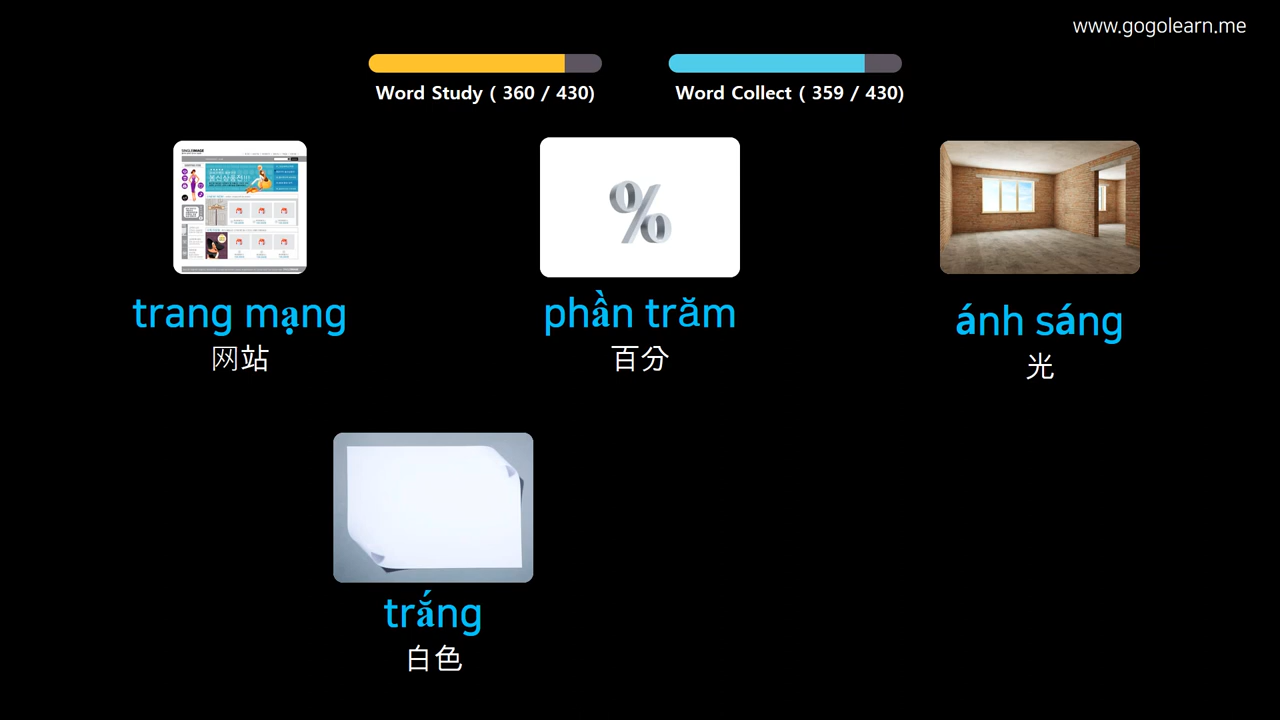 www.gogolearn.me
Word Study ( 360 / 430)
Word Collect ( 359 / 430)
%
trang mạng
网站
phần trăm
百分
ánh sáng
光
trắng
白色